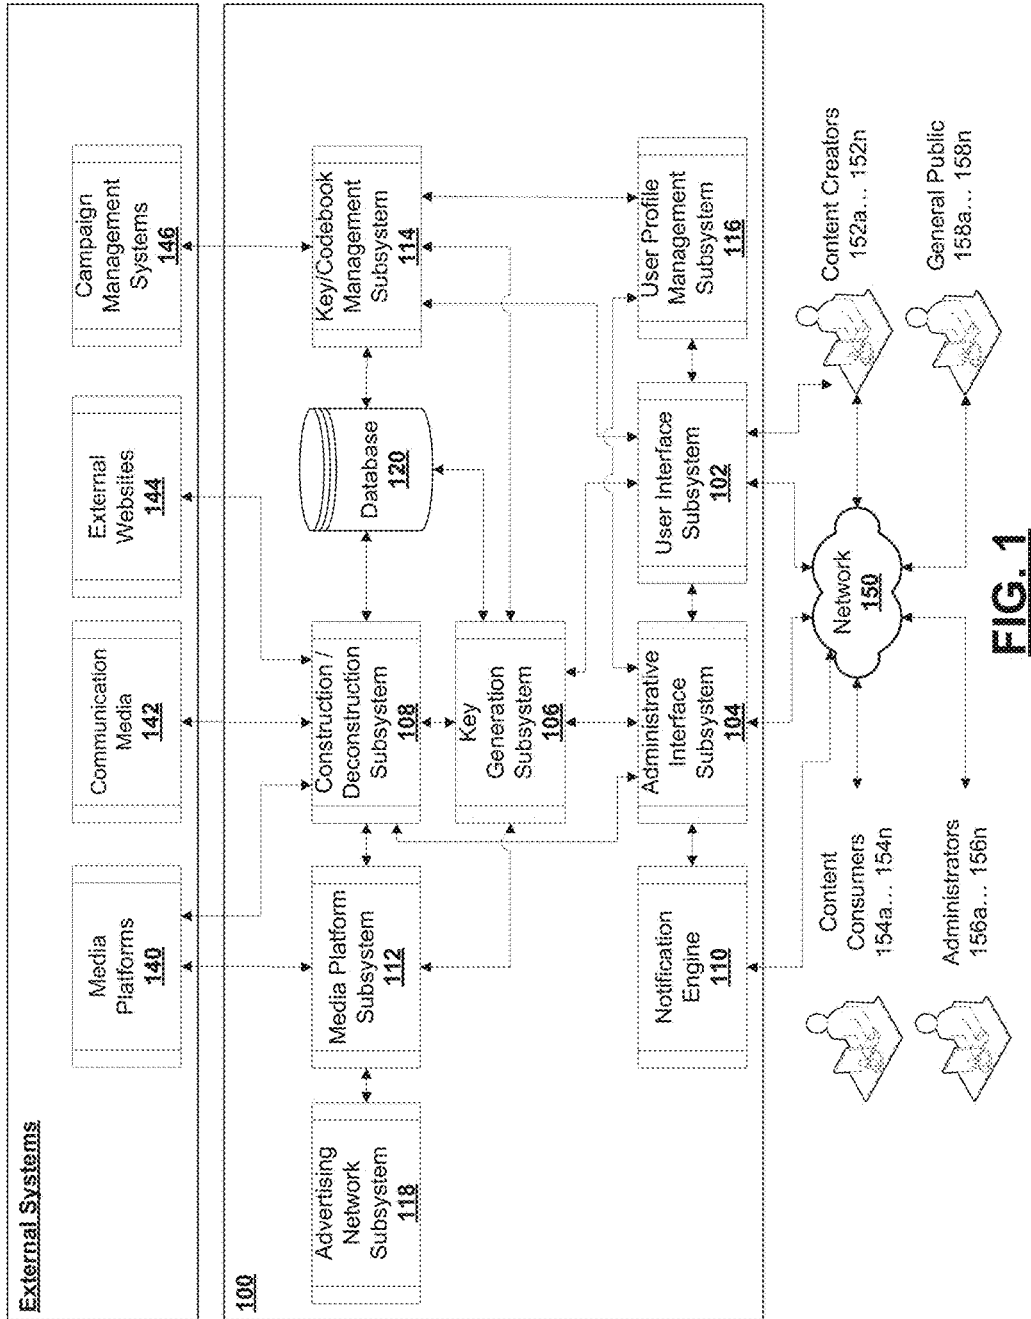 External Systems
Media
Platforms
140
Communication
Media
142
External
Websites
144
Campaign
Management
Systems
146
100
Advertising
Network
Subsystem
118
Media Platform
Subsystem
112
Construction /
Deconstruction
Subsystem
108
Database
120
Key/Codebook
Management
Subsystem
114
Key
Generation
Subsystem
106
Notification
Engine
110
Administrative
Interface
Subsystem
104
User Interface
Subsystem
102
User Profile
Management
Subsystem
116
Content
Consumers
154a... 154n
Network
150
Content Creators
152a... 152n
Administrators
156a... 156n
General Public
158a... 158n
FIG. 1